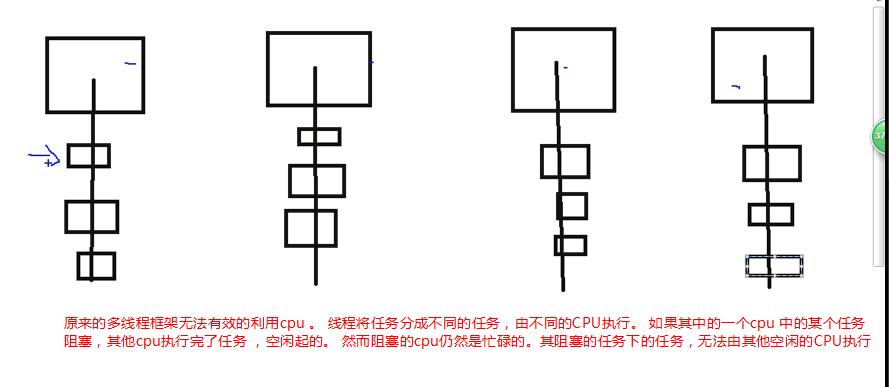 37
原来的多线程框架无法有效的利用cpu 。 线程将任务分成不同的任务，由不同的CPU执行。 如果其中的一个cpu 中的某个任务
阻塞，其他cpu执行完了任务 ，空闲起的。 然而阻塞的cpu仍然是忙碌的。其阻塞的任务下的任务，无法由其他空闲的CPU执行